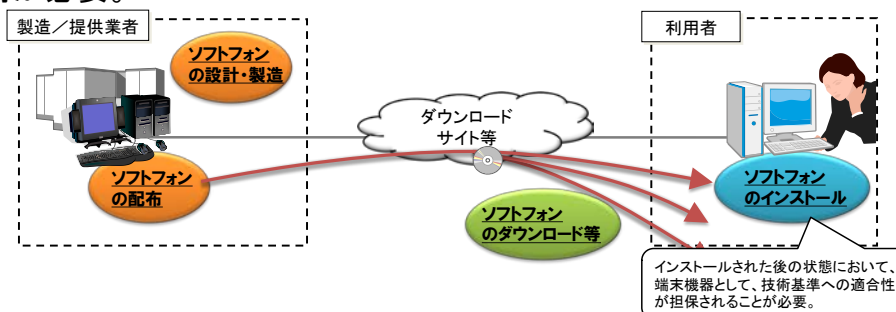 が必要。
製造／提供業者
ソフトフォン
の設計・製造
ソフトフォン
の配布
ダウンロード
サイト等
ソフトフォン
のダウンロード等
利用者
ソフトフォン
のインストール
インストールされた後の状態において、
端末機器として、技術基準への適合性
が担保されることが必要。